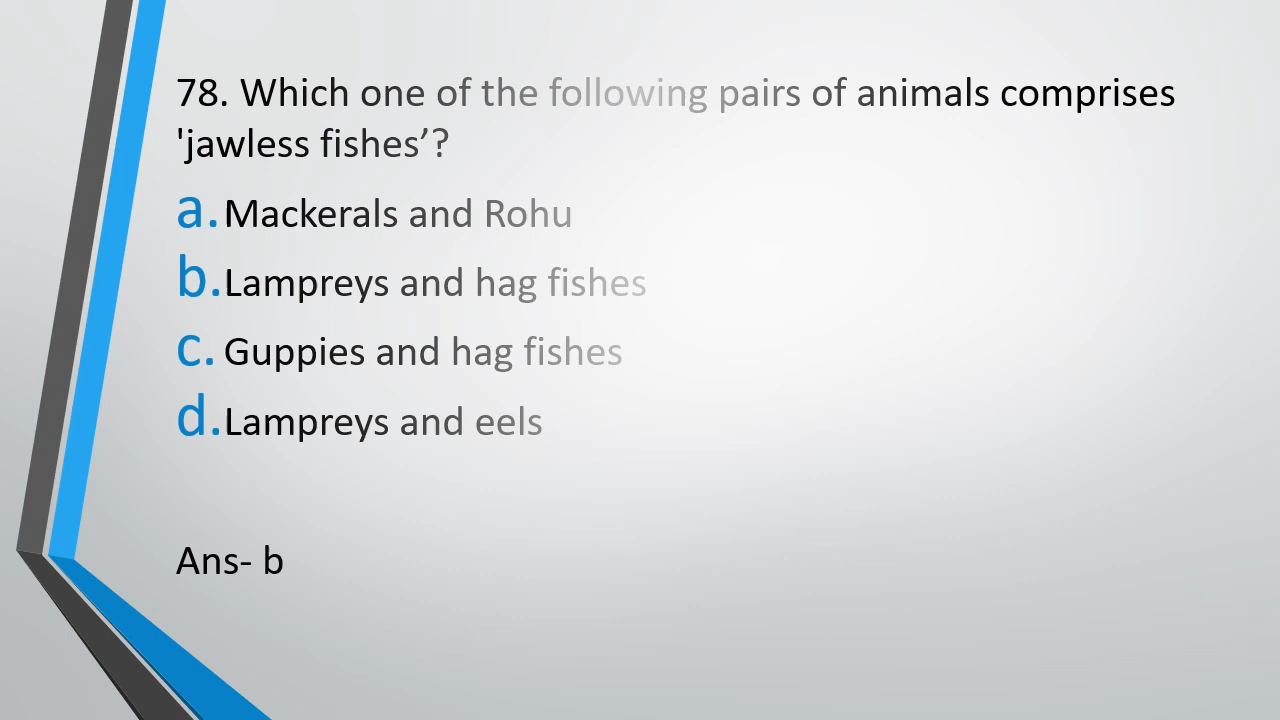 78. Which one of the following pairs of animals comprises
'jawless fishes’?
a. Mackerals and Rohu
b. Lampreys and hag fishes
c. Guppies and hag fishes
d. Lampreys and eels
Ans- b